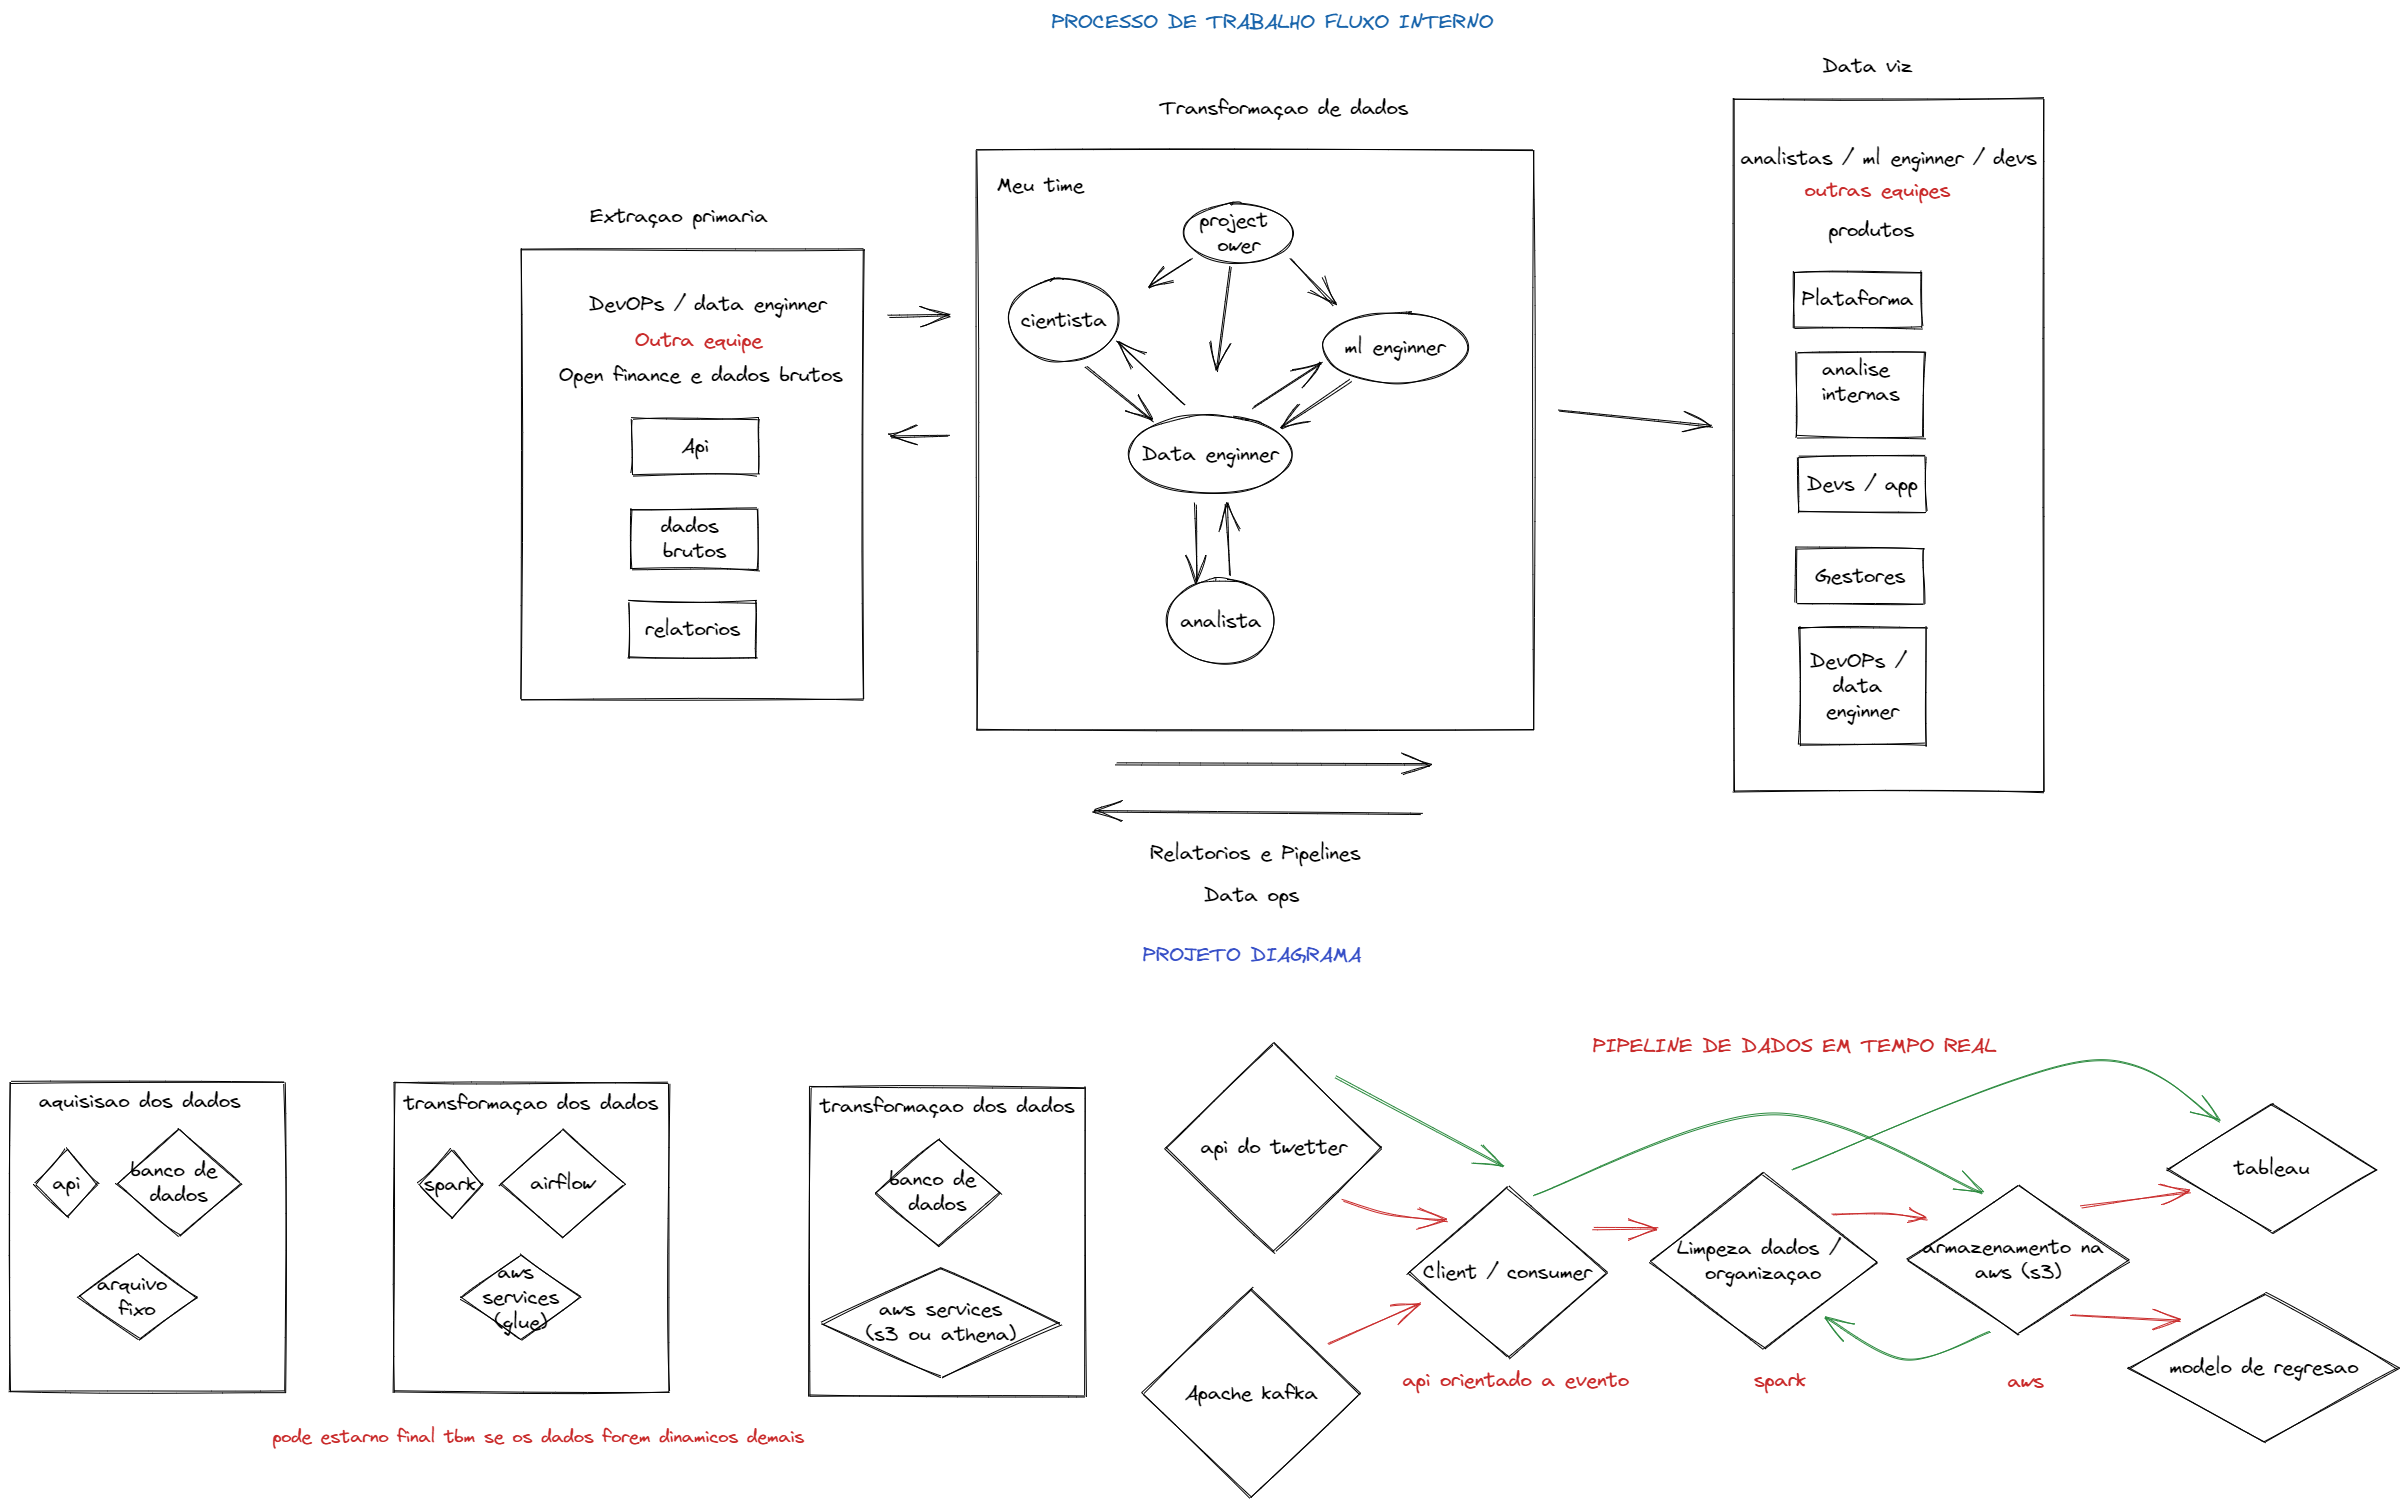 PROCESSO DE TRABALHO FLUXO INTERNO
Extraçao primaria
DevOPs / data enginner
Outra equipe
Open finance e dados brutos
Api
dados
brutos
relatorios
Transformaçao de dados
Meu time
project
ower
cientista
ml enginner
Data enginner
analista
Relatorios e Pipelines
Data ops
Data viz
analistas / ml enginner / devs
outras equipes
produtos
Plataforma
analise
internas
Devs / app
Gestores
DevOPs /
data
enginner
PROJETO DIAGRAMA
aquisisao dos dados
api
banco de
dados
arquivo
fixo
transformaçao dos dados
spark
airflow
aws
services
(glue)
transformaçao dos dados
banco de
dados
aws services
(s3 ou athena)
pode estarno final tbm se os dados forem dinamicos demais
PIPELINE DE DADOS EM TEMPO REAL
api do twetter
Apache kafka
Client / consumer
api orientado a evento
Limpeza dados /
organizaçao
spark
armazenamento na
aws (s3)
aws
tableau
modelo de regresao